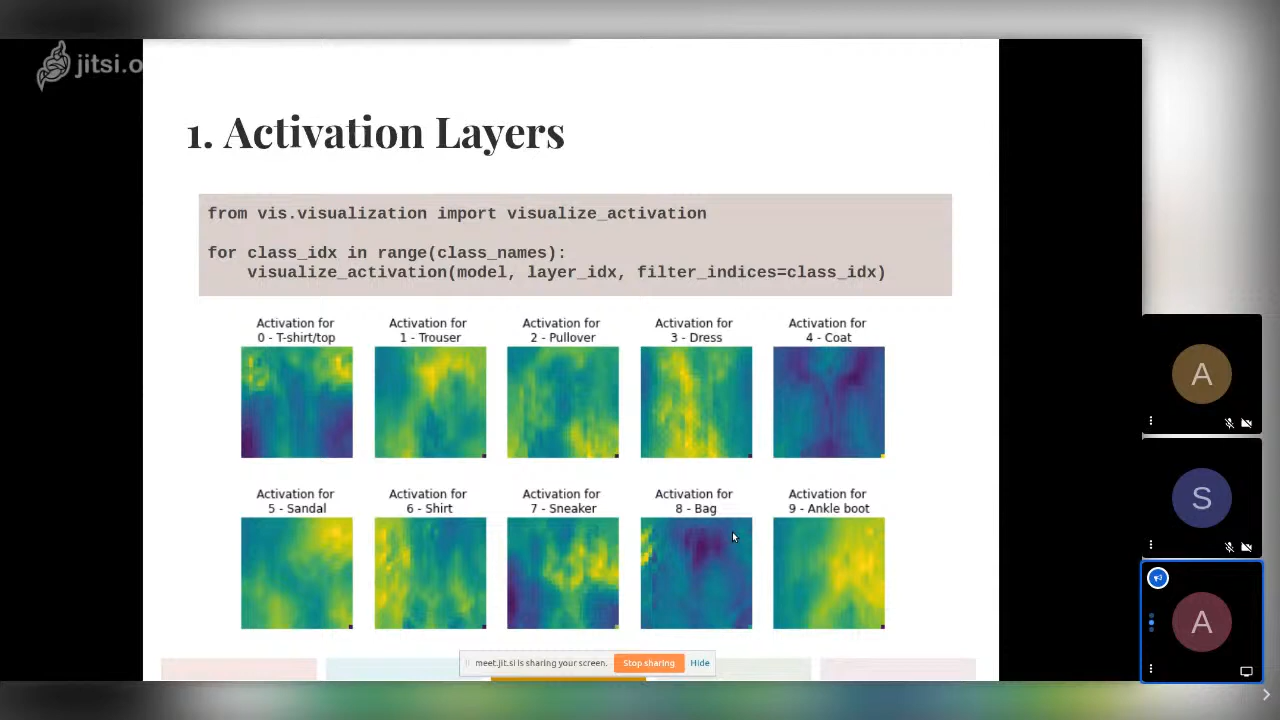 jitsi.o
1. Activation Layers
from vis.visualization import visualize_activation
for class_idx in range(class_names):
visualize_activation(model, layer_idx, filter_indices=class_idx)
Activation for
0 - T-shirt/top
Activation for
1 - Trouser
Activation for
2 - Pullover
Activation for
3 - Dress
Activation for
4 - Coat
Activation for
5 - Sandal
Activation for
6 - Shirt
Activation for
7 - Sneaker
Activation for
8 - Bag
Activation for
9 - Ankle boot
meet.jit.si is sharing your screen.
Stop sharing
Hide
A
S
A